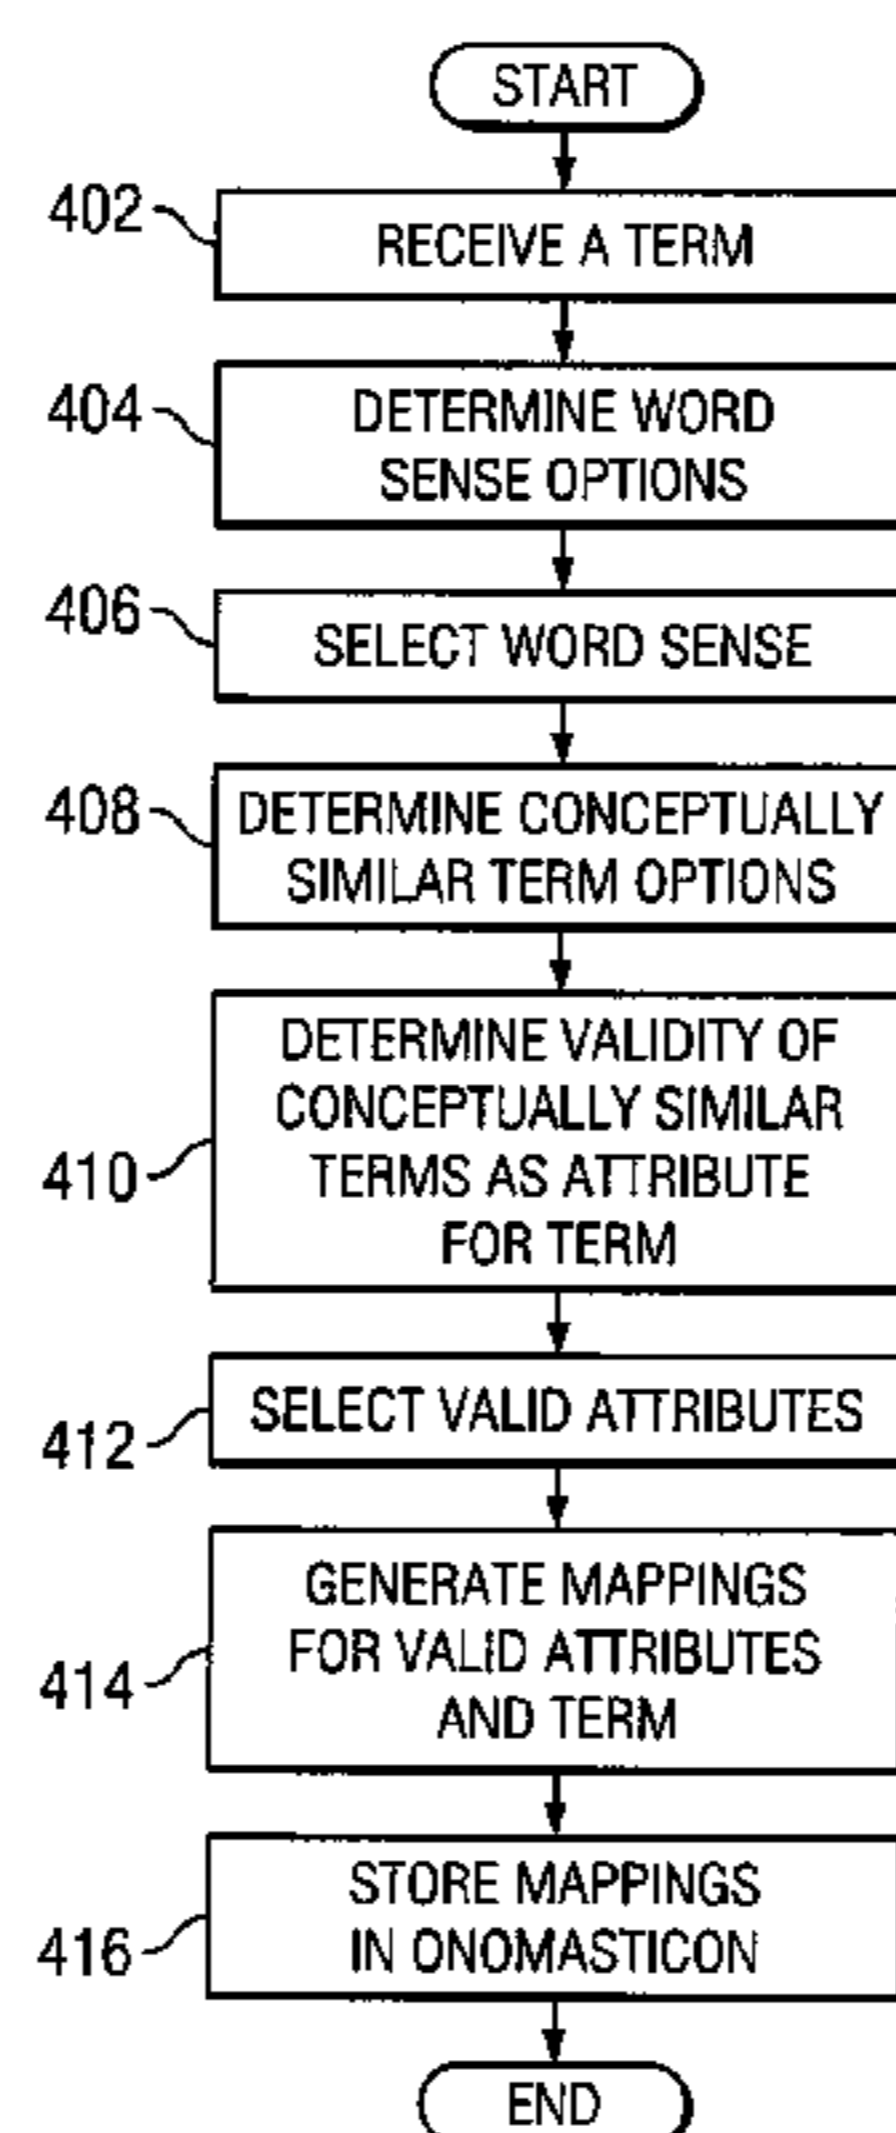 START
402
RECEIVE A TERM
404
DETERMINE WORD
SENSE OPTIONS
406
SELECT WORD SENSE
408
DETERMINE CONCEPTUALLY
SIMILAR TERM OPTIONS
410
DETERMINE VALIDITY OF
CONCEPTUALLY SIMILAR
TERMS AS ATTRIBUTE
FOR TERM
412
SELECT VALID ATTRIBUTES
414
GENERATE MAPPINGS
FOR VALID ATTRIBUTES
AND TERM
416
STORE MAPPINGS
IN ONOMASTICON
END